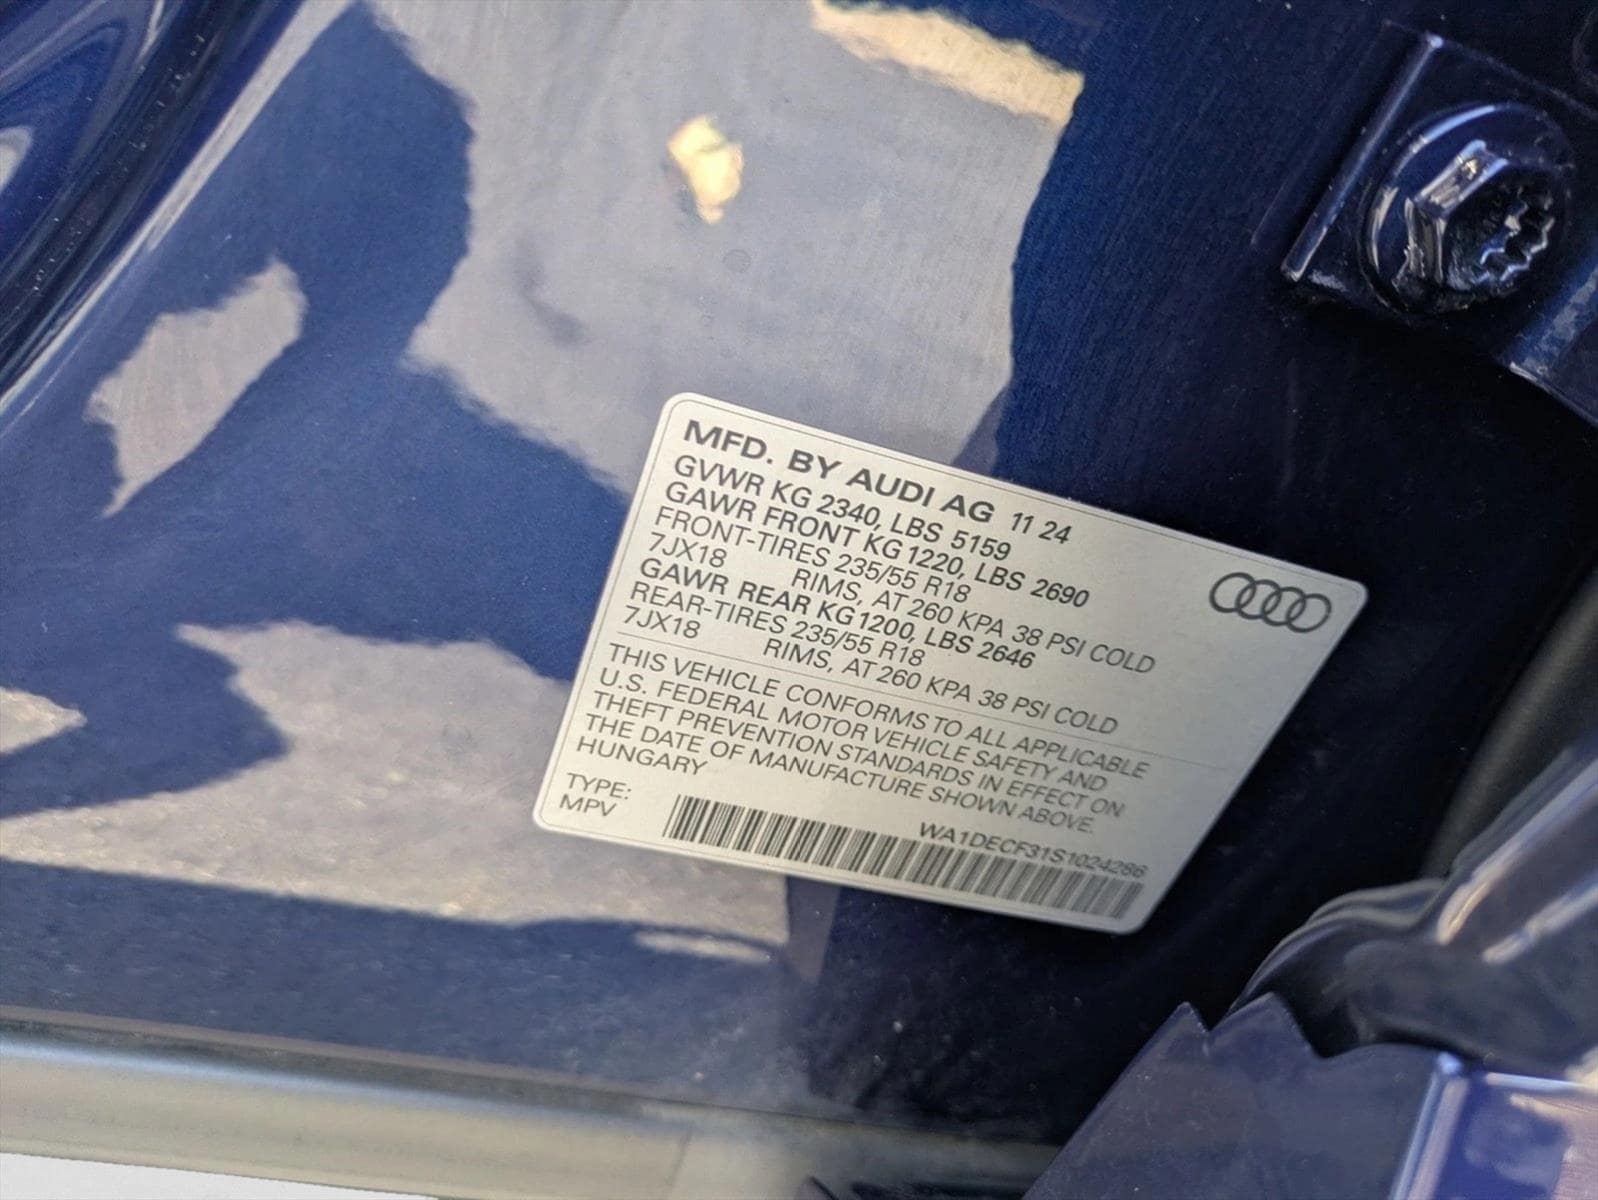 MFD. BY AUDI AG 11 24
GVWR KG 2340, LBS 5159
GAWR FRONT KG 1220, LBS 2690
FRONT-TIRES 235/55 R18
7JX18 RIMS, AT 260 KPA 38 PSI COLD
GAWR REAR KG 1200, LBS 2646
REAR-TIRES 235/55 R18
7JX18 RIMS, AT 260 KPA 38 PSI COLD
THIS VEHICLE CONFORMS TO ALL APPLICABLE
U.S. FEDERAL MOTOR VEHICLE SAFETY AND
THEFT PREVENTION STANDARDS IN EFFECT ON
THE DATE OF MANUFACTURE SHOWN ABOVE.
HUNGARY
WA1DECF31S1024286
TYPE:
MPV